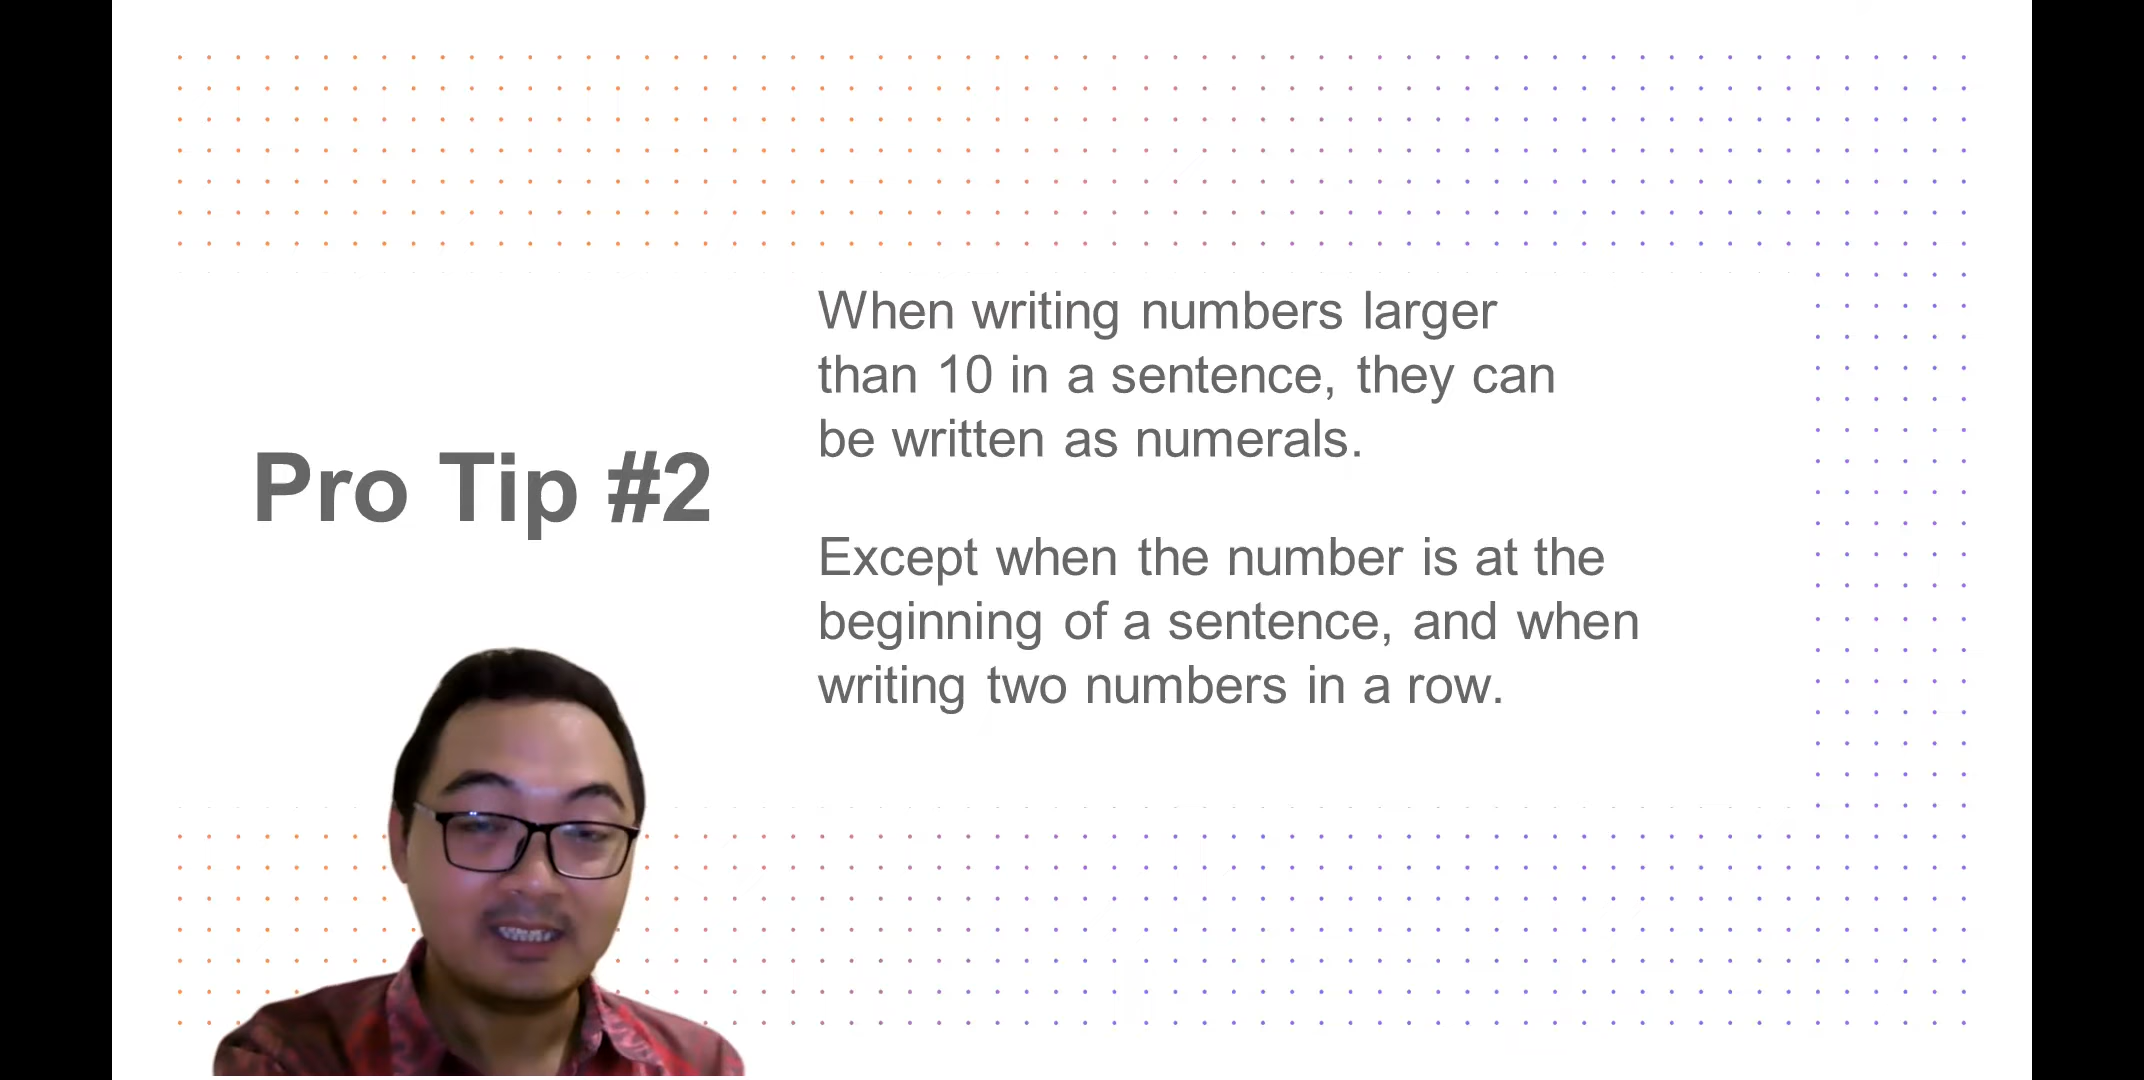 Pro Tip #2
When writing numbers larger
than 10 in a sentence, they can
be written as numerals.
Except when the number is at the
beginning of a sentence, and when
writing two numbers in a row.